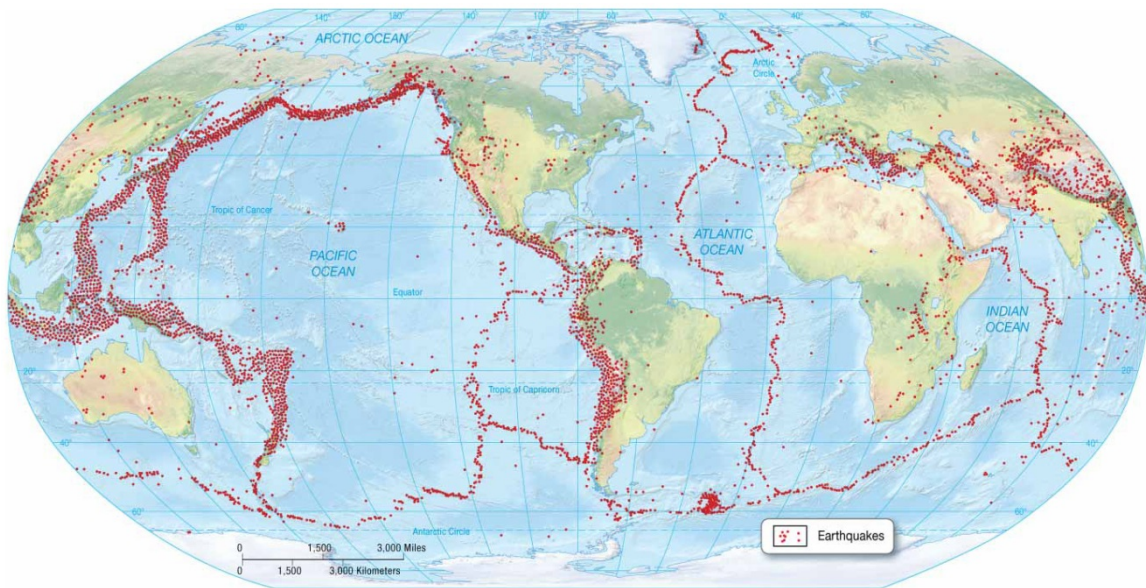 140°
180°
140°
100°
60°
20°
40°
80°
ARCTIC OCEAN
Arctic
Circle
Tropic of Cancer
ATLANTIC
OCEAN
PACIFIC
OCEAN
Equator
0°
INDIAN
OCEAN
20°
20°
Tropic of Capricorn
40°
40°
60°
60°
Antarctic Circle
Earthquakes
0 1,500 3,000 Miles
0 1,500 3,000 Kilometers